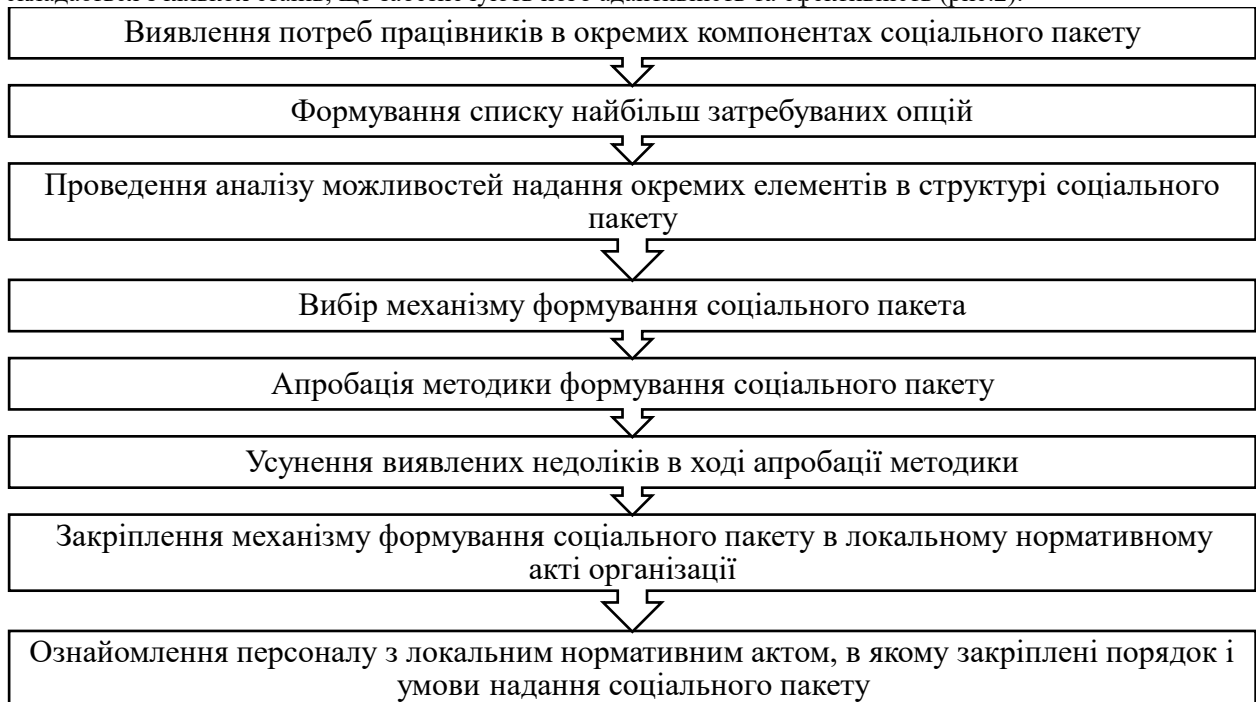 Виявлення потреб працівників в окремих компонентах соціального пакету
Формування списку найбільш затребуваних опцій
Проведення аналізу можливостей надання окремих елементів в структурі соціального
пакету
Вибір механізму формування соціального пакета
Апробація методики формування соціального пакету
Усунення виявлених недоліків в ході апробації методики
Закріплення механізму формування соціального пакету в локальному нормативному
акті організації
Ознайомлення персоналу з локальним нормативним актом, в якому закріплені порядок і
умови надання соціального пакету